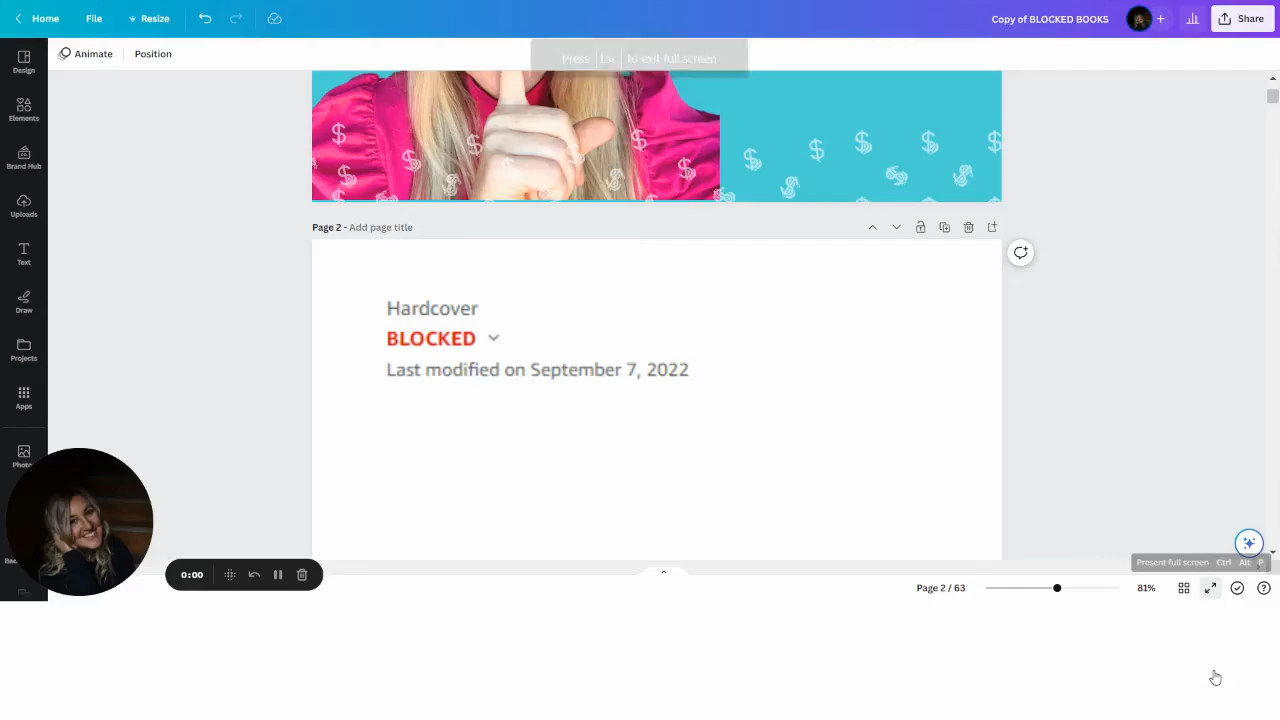 Home File Resize Copy of BLOCKED BOOKS Share
Animate Position
Press Esc to exit full screen
Design
Elements
Brand Hub
Uploads
Text
Draw
Projects
Apps
Page 2 - Add page title
Hardcover
BLOCKED
Last modified on September 7, 2022
0:00
Present full screen Ctrl Alt P
Page 2 / 63 81%